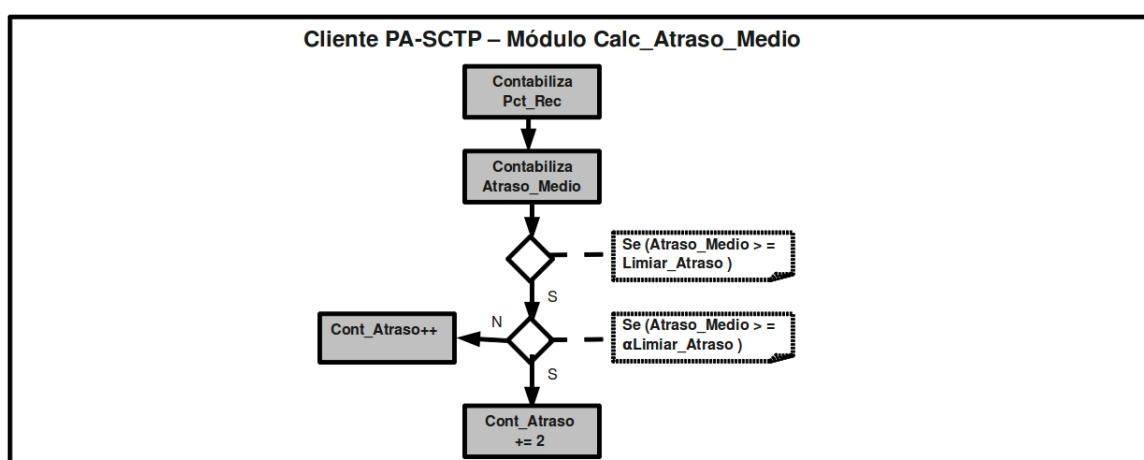 Cliente PA-SCTP – Módulo Calc_Atraso_Medio
Contabiliza
Pct_Rec
Contabiliza
Atraso_Medio
Se (Atraso_Medio > =
Limiar_Atraso )
S
Cont_Atraso++
N
Se (Atraso_Medio > =
αLimiar_Atraso )
S
Cont_Atraso
+= 2